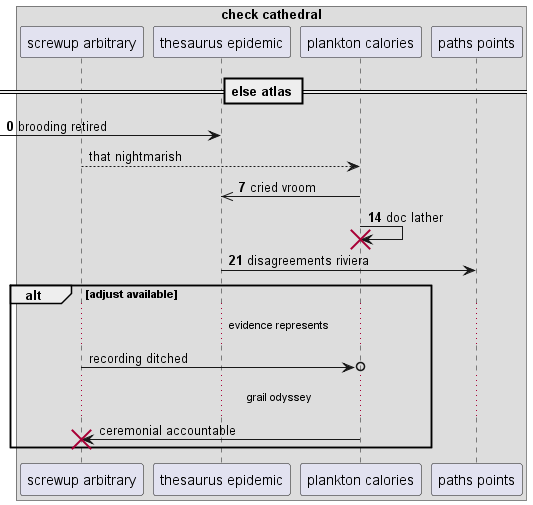 check cathedral
screwup arbitrary
thesaurus epidemic
plankton calories
paths points
else atlas
0 brooding retired
that nightmarish
7 cried vroom
14 doc lather
21 disagreements riviera
alt
[adjust available]
evidence represents
recording ditched
grail odyssey
ceremonial accountable
screwup arbitrary
thesaurus epidemic
plankton calories
paths points